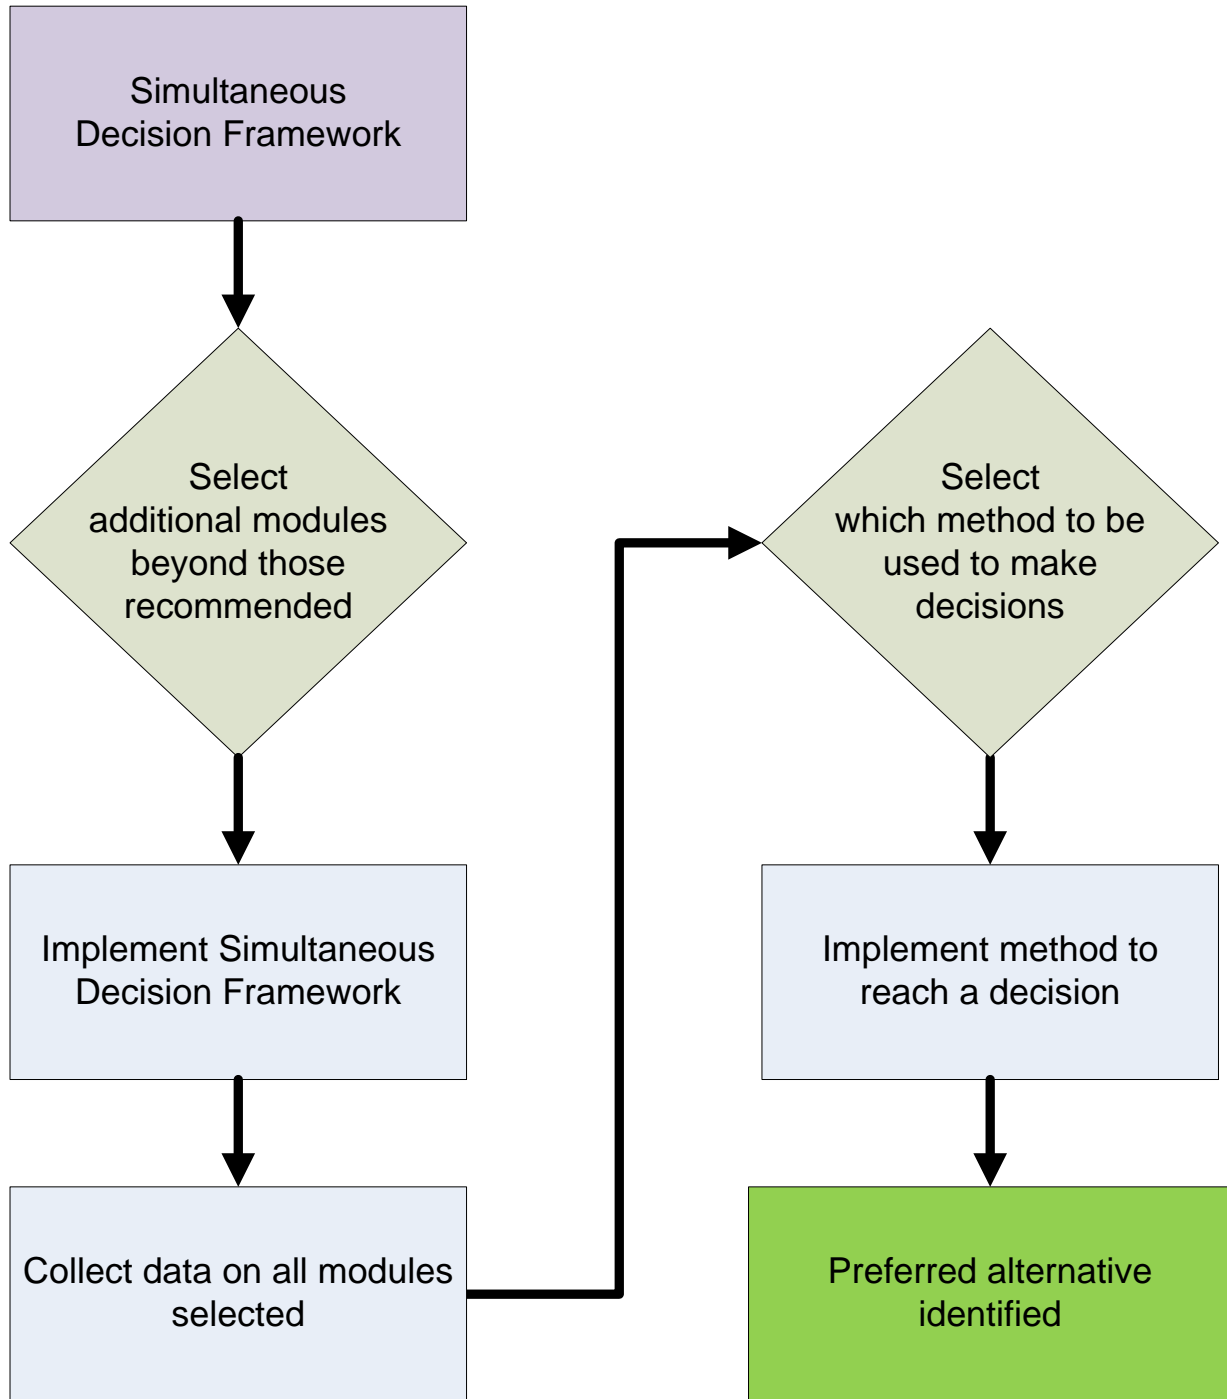 Simultaneous
Decision Framework
Select
additional modules
beyond those
recommended
Implement Simultaneous
Decision Framework
Collect data on all modules
selected
Select
which method to be
used to make
decisions
Implement method to
reach a decision
Preferred alternative
identified